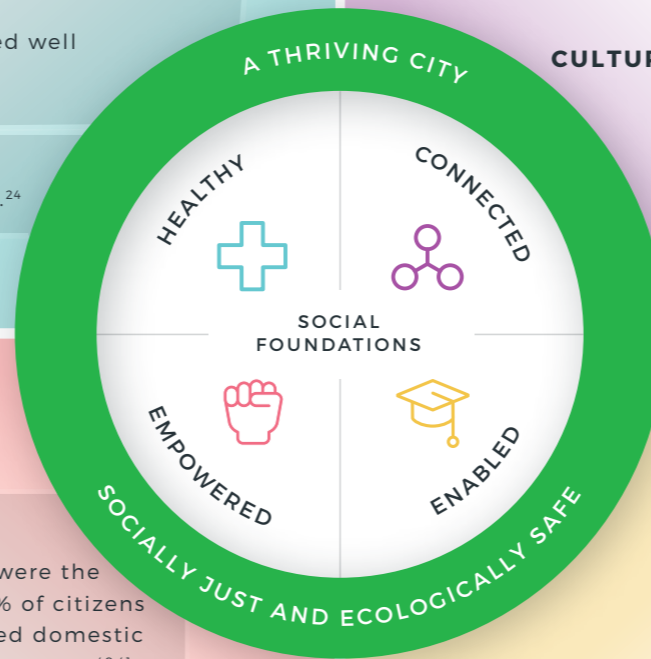 ed well
.24
A THRIVING CITY
HEALTHY
CONNECTED
SOCIAL
FOUNDATIONS
EMPOWERED
ENABLED
SOCIALLY JUST AND ECOLOGICALLY SAFE
were the
% of citizens
ed domestic